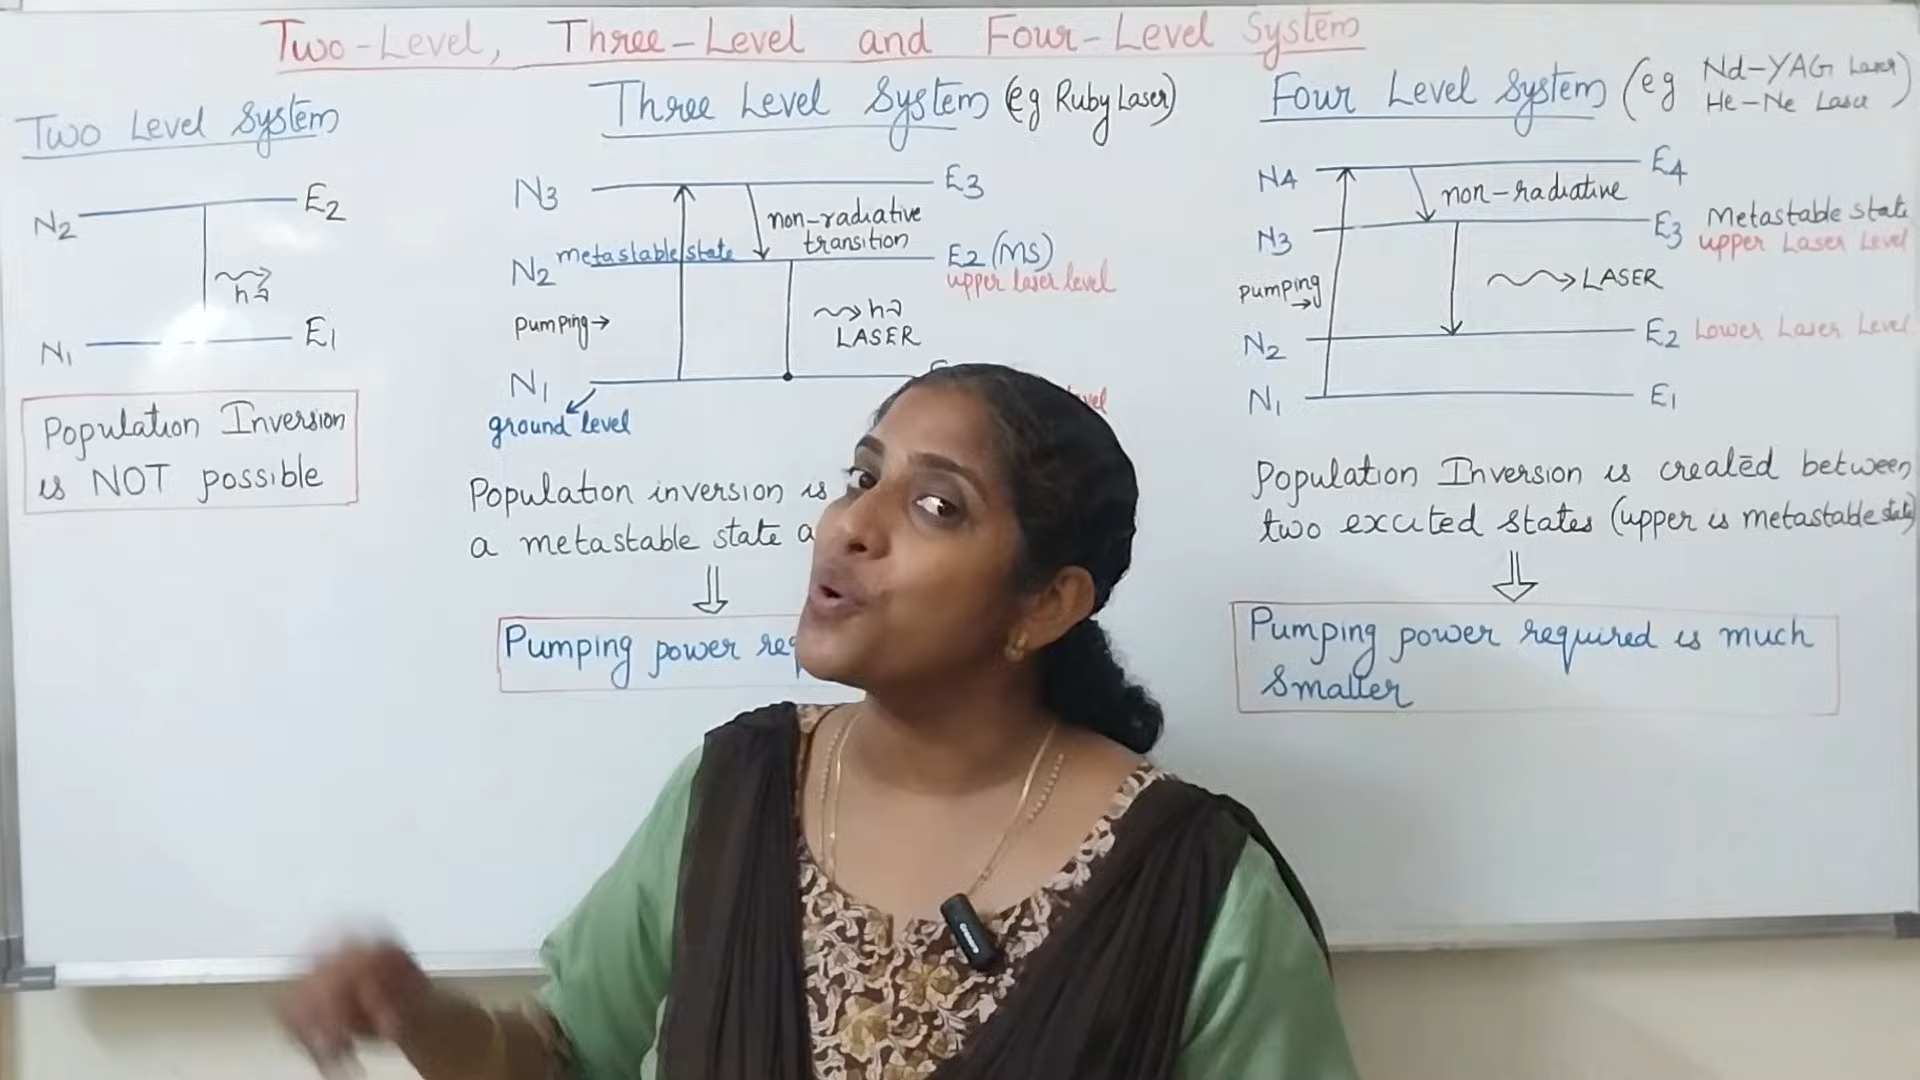 Two-Level, Three-Level and Four-Level System
Two Level System
N2 E2
hν
N1 E1
Population Inversion
is NOT possible
Three Level System (eg Ruby Laser)
N3 E3
non-radiative
transition
N2 metastable state E2 (MS)
upper laser level
pumping→
hν
LASER
N1
ground level
Population inversion is
a metastable state
Pumping power
Four Level System (eg Nd-YAG Laser
He-Ne Laser)
N4 E4
non-radiative
N3 E3 Metastable state
upper Laser Level
pumping→
LASER
N2 E2 Lower Laser Level
N1 E1
Population Inversion is created between
two excited states (upper is metastable state)
⇓
Pumping power required is much
smaller